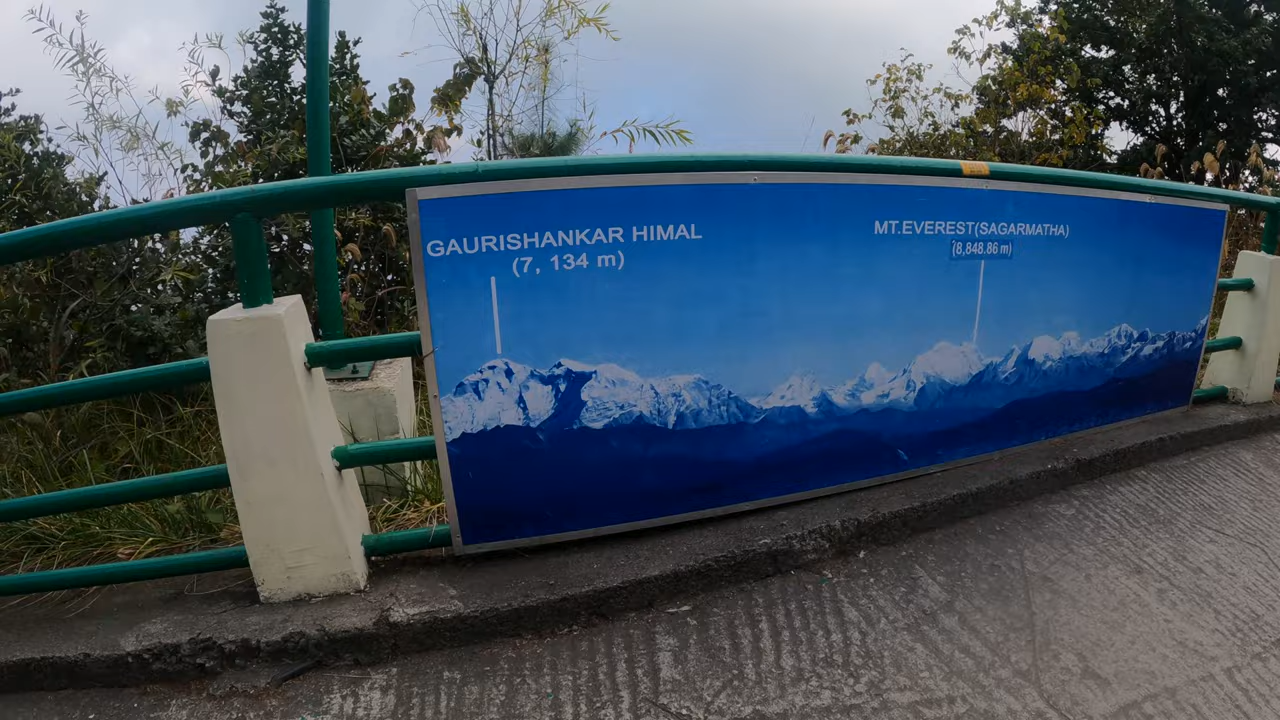 GAURISHANKAR HIMAL
(7, 134 m)
MT.EVEREST(SAGARMATHA)
(8,848.86 m)